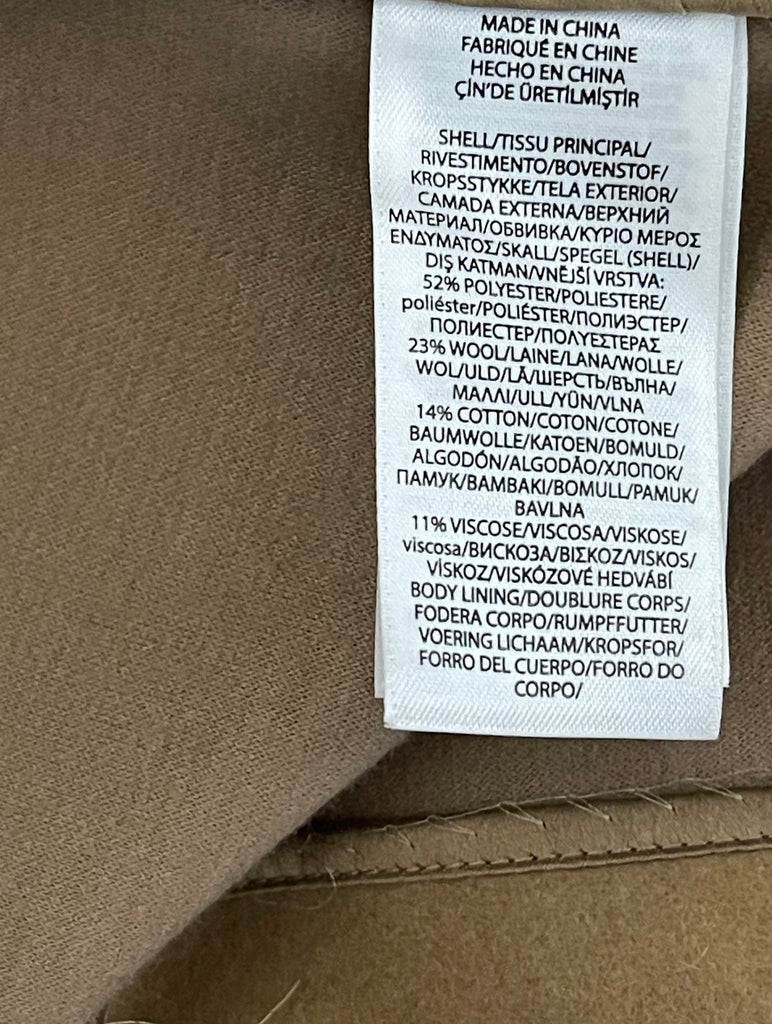 MADE IN CHINA
FABRIQUÉ EN CHINE
HECHO EN CHINA
ÇİN'DE ÜRETİLMİŞTİR
SHELL/TISSU PRINCIPAL/
RIVESTIMENTO/BOVENSTOF/
KROPSSTYKKE/TELA EXTERIOR/
CAMADA EXTERNA/ВЕРХНИЙ
МАТЕРИАЛ/ОБВИВКА/ΚΥΡΙΟ ΜΕΡΟΣ
ΕΝΔΥΜΑΤΟΣ/SKALL/SPEGEL (SHELL)/
DIŞ KATMAN/VNĚJŠÍ VRSTVA:
52% POLYESTER/POLIESTERE/
poliéster/POLIÉSTER/ПОЛИЭСТЕР/
ПОЛИЕСТЕР/ΠΟΛΥΕΣΤΕΡΑΣ
23% WOOL/LAINE/LANA/WOLLE/
WOL/ULD/LÃ/ШЕРСТЬ/ВЪЛНА/
ΜΑΛΛΙ/ULL/YÜN/VLNA
14% COTTON/COTON/COTONE/
BAUMWOLLE/KATOEN/BOMULD/
ALGODÓN/ALGODÃO/ХЛОПОК/
ПАМУК/ΒΑΜΒΑΚΙ/BOMULL/PAMUK/
BAVLNA
11% VISCOSE/VISCOSA/VISKOSE/
viscosa/ВИСКОЗА/ΒΙΣΚΟΖ/VISKOS/
VİSKOZ/VISKÓZOVÉ HEDVÁBÍ
BODY LINING/DOUBLURE CORPS/
FODERA CORPO/RUMPFFUTTER/
VOERING LICHAAM/KROPSFOR/
FORRO DEL CUERPO/FORRO DO
CORPO/